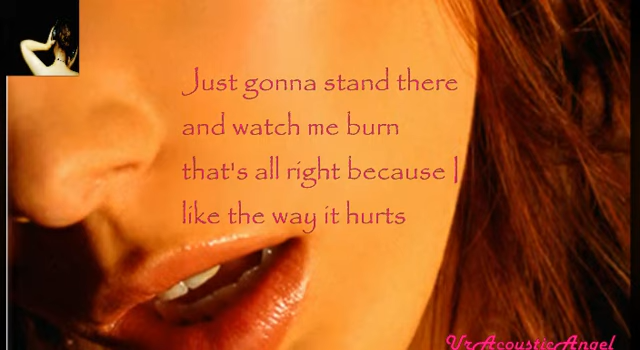 Just gonna stand there
and watch me burn
that's all right because I
like the way it hurts
UrAcousticAngel